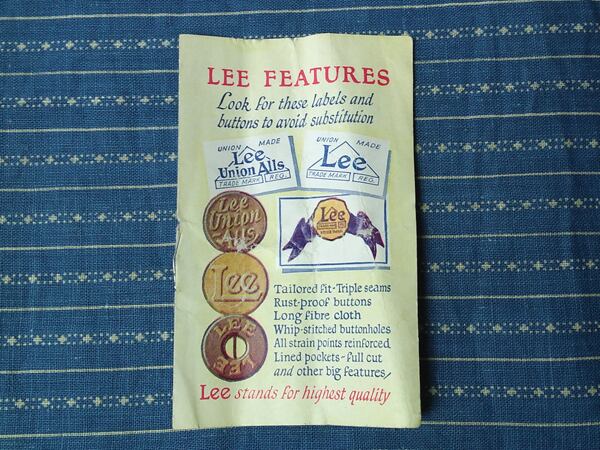 LEE FEATURES
Look for these labels and
buttons to avoid substitution
UNION MADE
Lee
Union Alls
TRADE MARK REG.
UNION MADE
Lee
TRADE MARK REG.
Lee
Union
Alls
Lee
Lee
LEE
LEE
Tailored fit-Triple seams
Rust-proof buttons
Long fibre cloth
Whip-stitched buttonholes
All strain points reinforced
Lined pockets-full cut
and other big features
Lee stands for highest quality